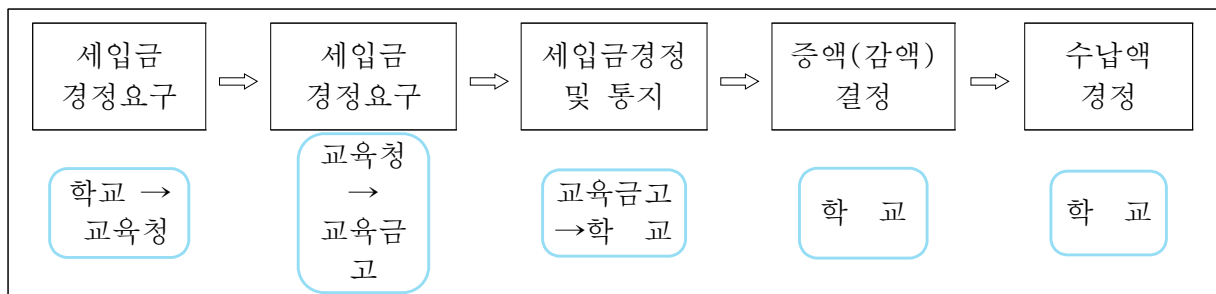 세입금
경정요구
⇨
세입금
경정요구
⇨
세입금경정
및 통지
⇨
증액(감액)
결정
⇨
수납액
경정
학교 →
교육청
교육청
→
교육금
고
교육금고
→학 교
학 교
학 교